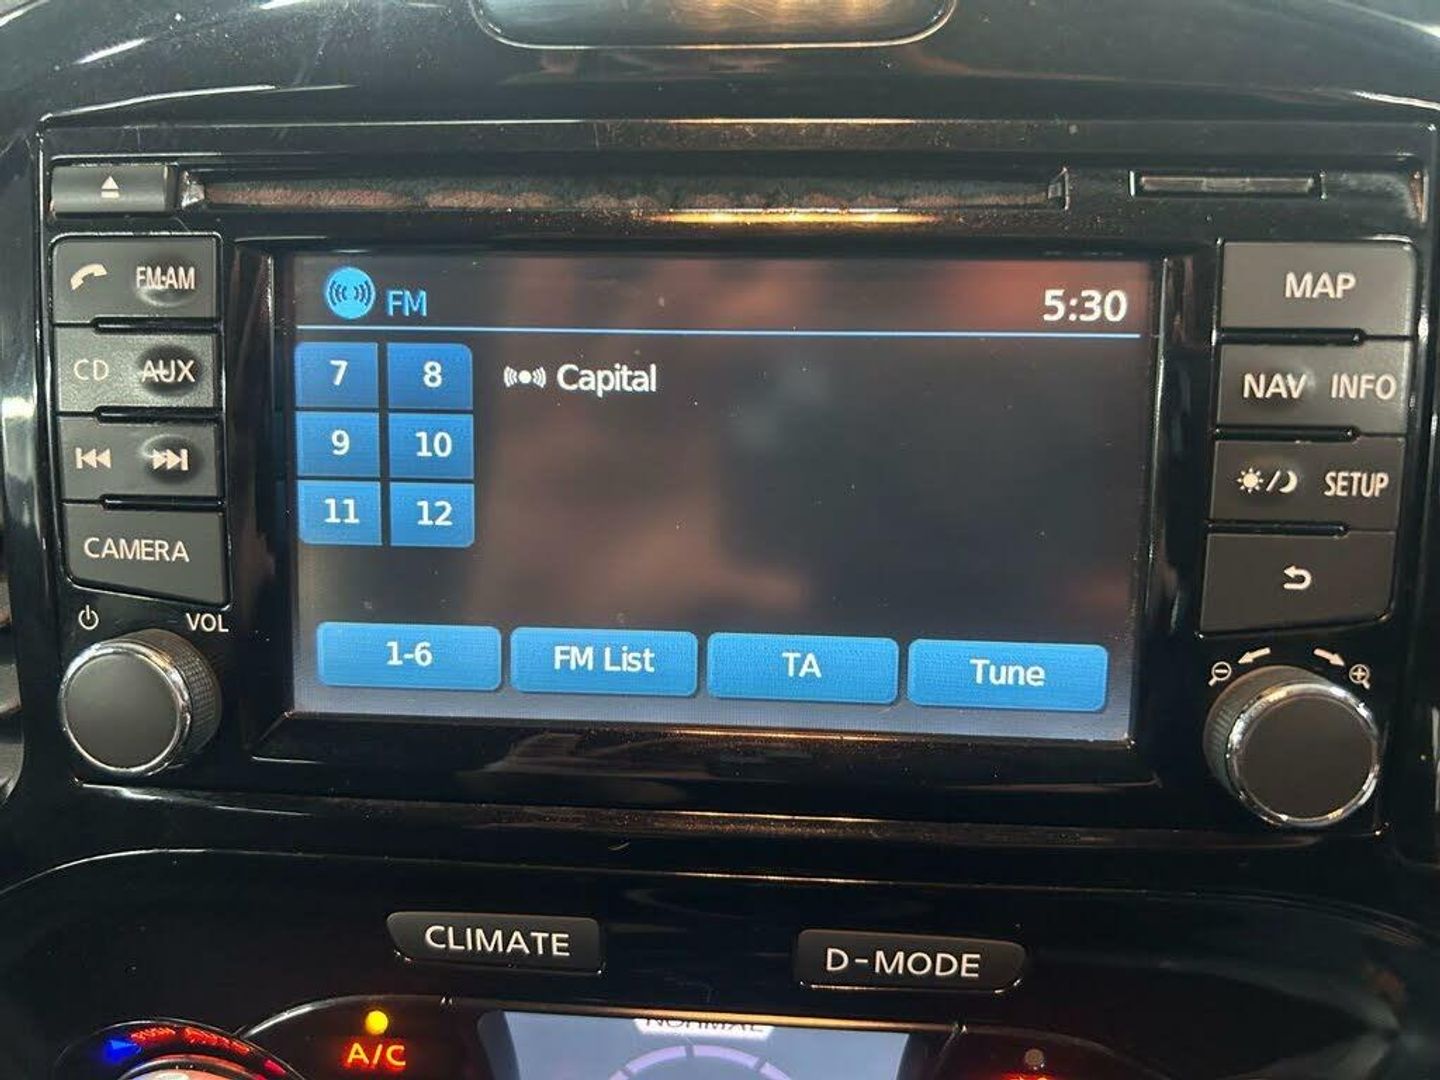 FM-AM
CD AUX
CAMERA
VOL
FM
5:30
7 8
9 10
11 12
Capital
1-6
FM List
TA
Tune
MAP
NAV INFO
SETUP
CLIMATE
D-MODE
A/C
NORMAL